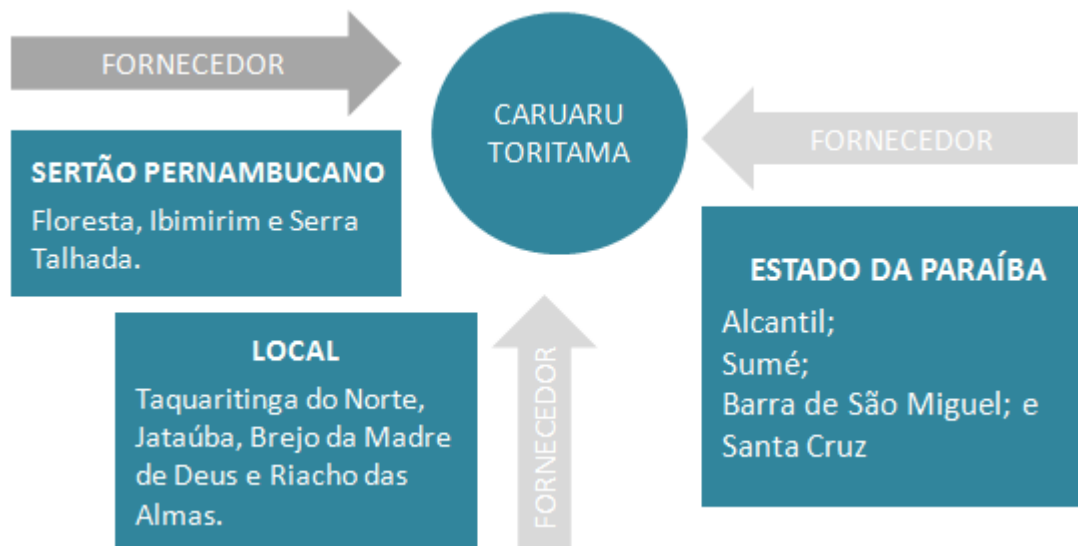 FORNECEDOR
SERTÃO PERNAMBUCANO
Floresta, Ibimirim e Serra
Talhada.
CARUARU
TORITAMA
FORNECEDOR
ESTADO DA PARAÍBA
Alcantil;
Sumé;
Barra de São Miguel; e
Santa Cruz
LOCAL
Taquaritinga do Norte,
Jataúba, Brejo da Madre
de Deus e Riacho das
Almas.
FORNECEDOR